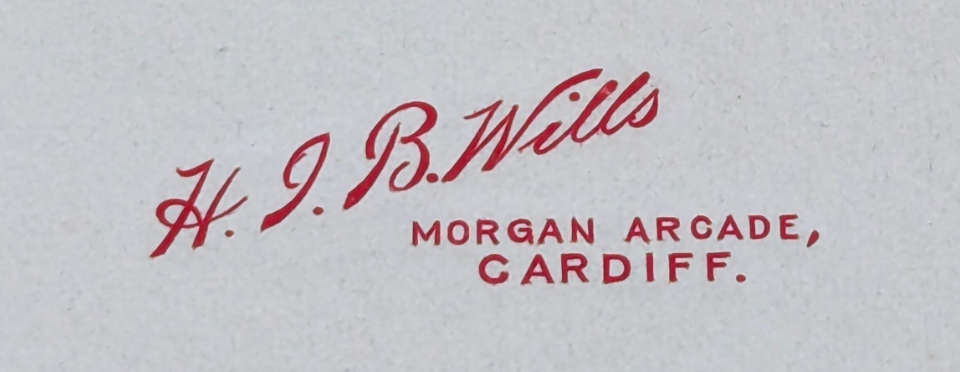 H. J. B. Wills
MORGAN ARCADE,
CARDIFF.